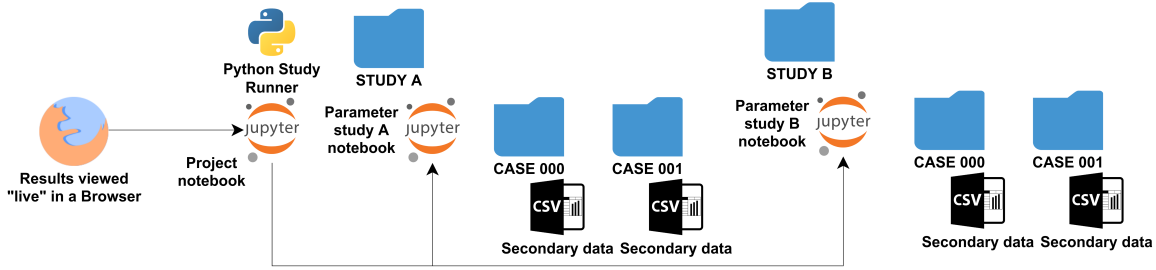 Python Study
Runner
jupyter
Project
notebook
Results viewed
"live" in a Browser
STUDY A
Parameter
study A
notebook
jupyter
CASE 000
CSV
Secondary data
CASE 001
CSV
Secondary data
STUDY B
Parameter
study B
notebook
jupyter
CASE 000
CSV
Secondary data
CASE 001
CSV
Secondary data